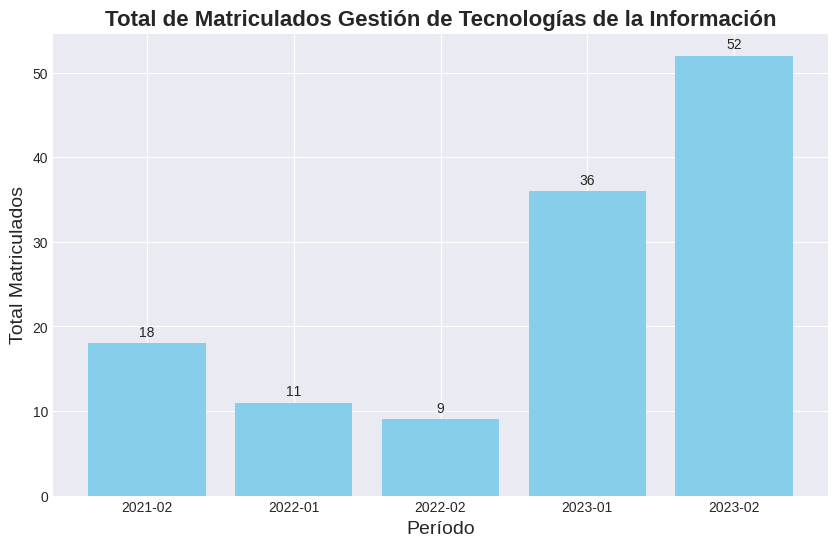 Total de Matriculados Gestión de Tecnologías de la Información
52
50
40
36
30
Total Matriculados
20
18
11
10
9
0
2021-02 2022-01 2022-02 2023-01 2023-02
Período